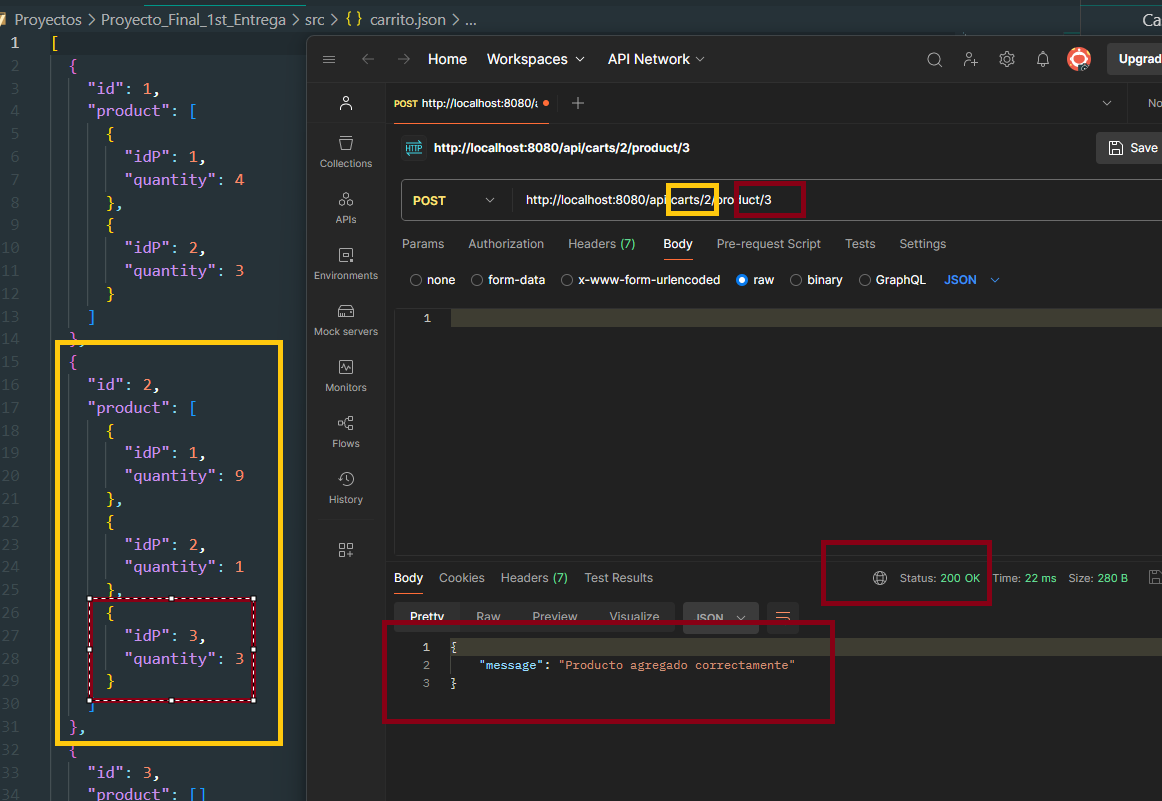 Proyectos > Proyecto_Final_1st_Entrega > src > {} carrito.json > ...
Ca
1 [
2 {
3 "id": 1,
4 "product": [
5 {
6 "idP": 1,
7 "quantity": 4
8 },
9 {
10 "idP": 2,
11 "quantity": 3
12 }
13 ]
14 },
15 {
16 "id": 2,
17 "product": [
18 {
19 "idP": 1,
20 "quantity": 9
21 },
22 {
23 "idP": 2,
24 "quantity": 1
25 },
26 {
27 "idP": 3,
28 "quantity": 3
29 }
30 ]
31 },
32 {
33 "id": 3,
34 "product": []
Home Workspaces API Network Upgrad
POST http://localhost:8080/a No
HTTP http://localhost:8080/api/carts/2/product/3 Save
POST http://localhost:8080/api/carts/2/product/3
Params Authorization Headers (7) Body Pre-request Script Tests Settings
none form-data x-www-form-urlencoded raw binary GraphQL JSON
1
Collections
APIs
Environments
Mock servers
Monitors
Flows
History
Body Cookies Headers (7) Test Results Status: 200 OK Time: 22 ms Size: 280 B
Pretty Raw Preview Visualize JSON
1 {
2 "message": "Producto agregado correctamente"
3 }